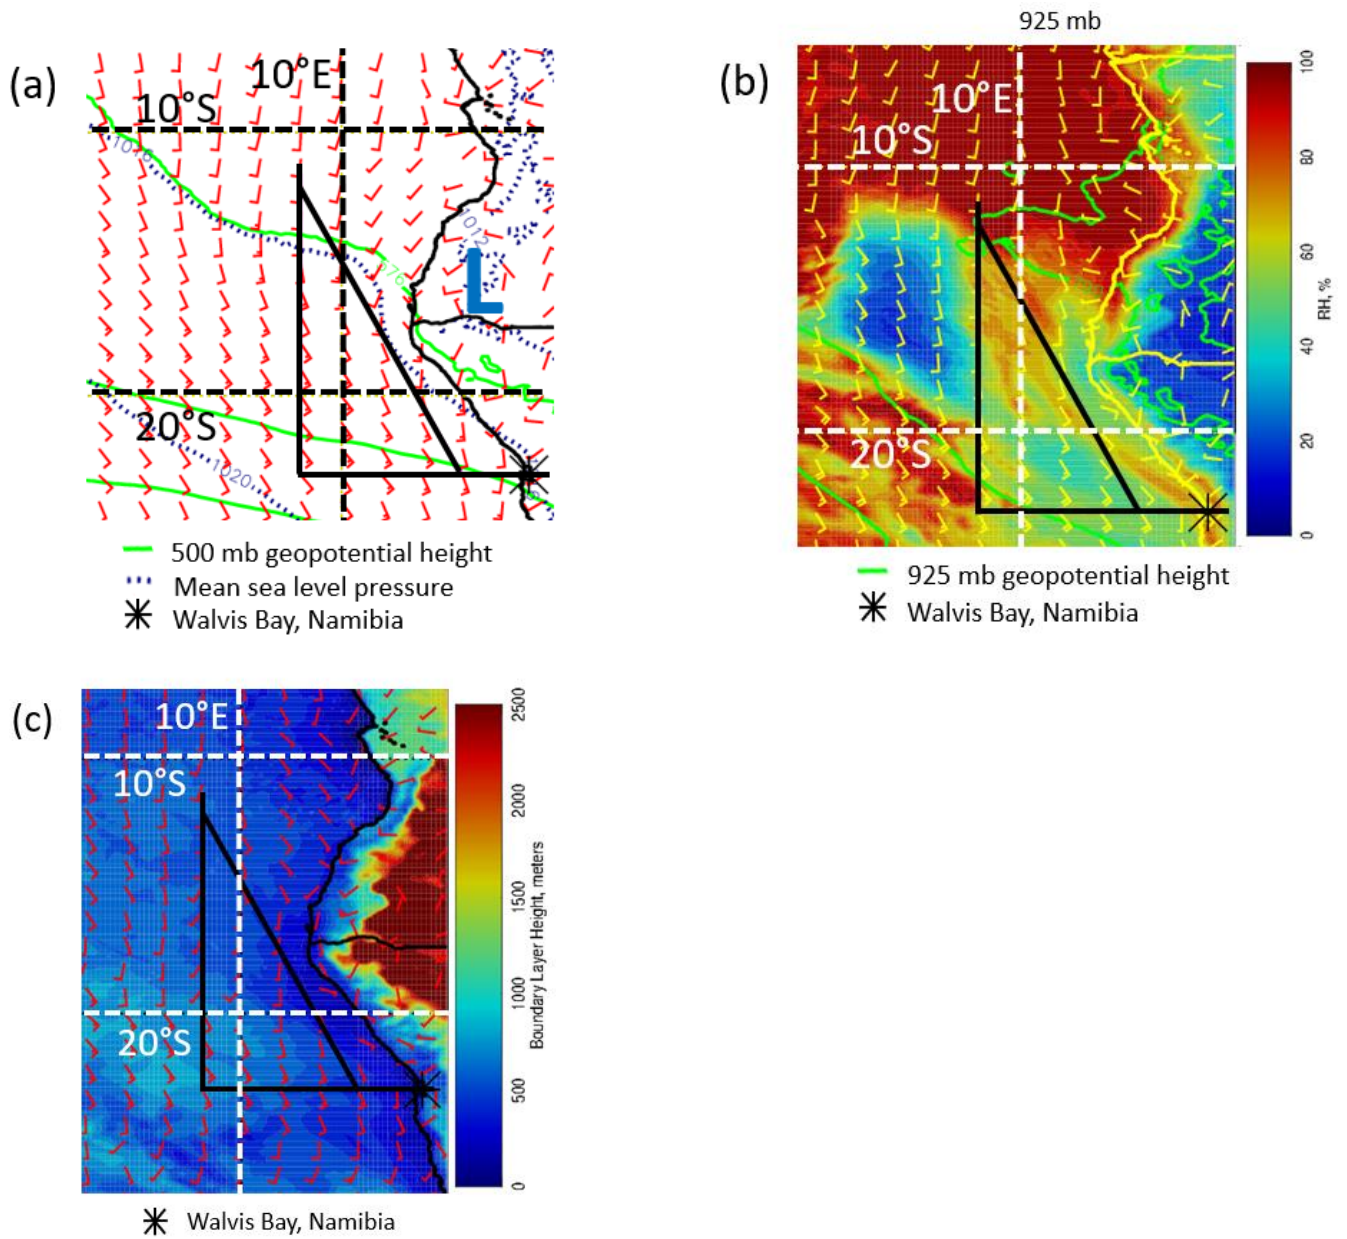 (a)
10°E
10°S
1016
1012
576
L
20°S
1020
500 mb geopotential height
Mean sea level pressure
Walvis Bay, Namibia
925 mb
(b)
10°E
10°S
20°S
100
80
60
40
20
0
RH, %
925 mb geopotential height
Walvis Bay, Namibia
(c)
10°E
10°S
20°S
2500
2000
1500
1000
500
0
Boundary Layer Height, meters
Walvis Bay, Namibia